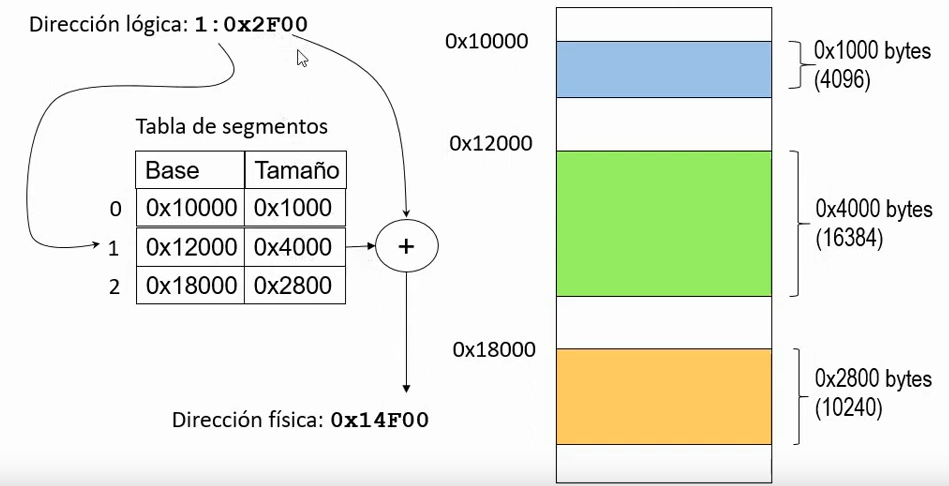 Dirección lógica: 1:0x2F00
Tabla de segmentos
Base Tamaño
0 0x10000 0x1000
1 0x12000 0x4000
2 0x18000 0x2800
+
Dirección física: 0x14F00
0x10000
0x1000 bytes
(4096)
0x12000
0x4000 bytes
(16384)
0x18000
0x2800 bytes
(10240)